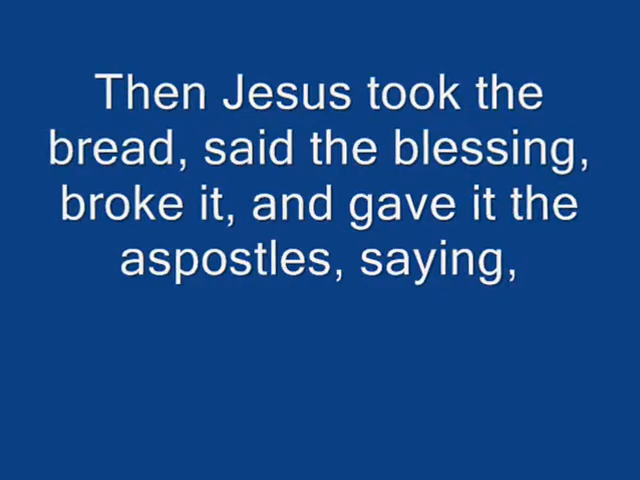 Then Jesus took the
bread, said the blessing,
broke it, and gave it the
aspostles, saying,